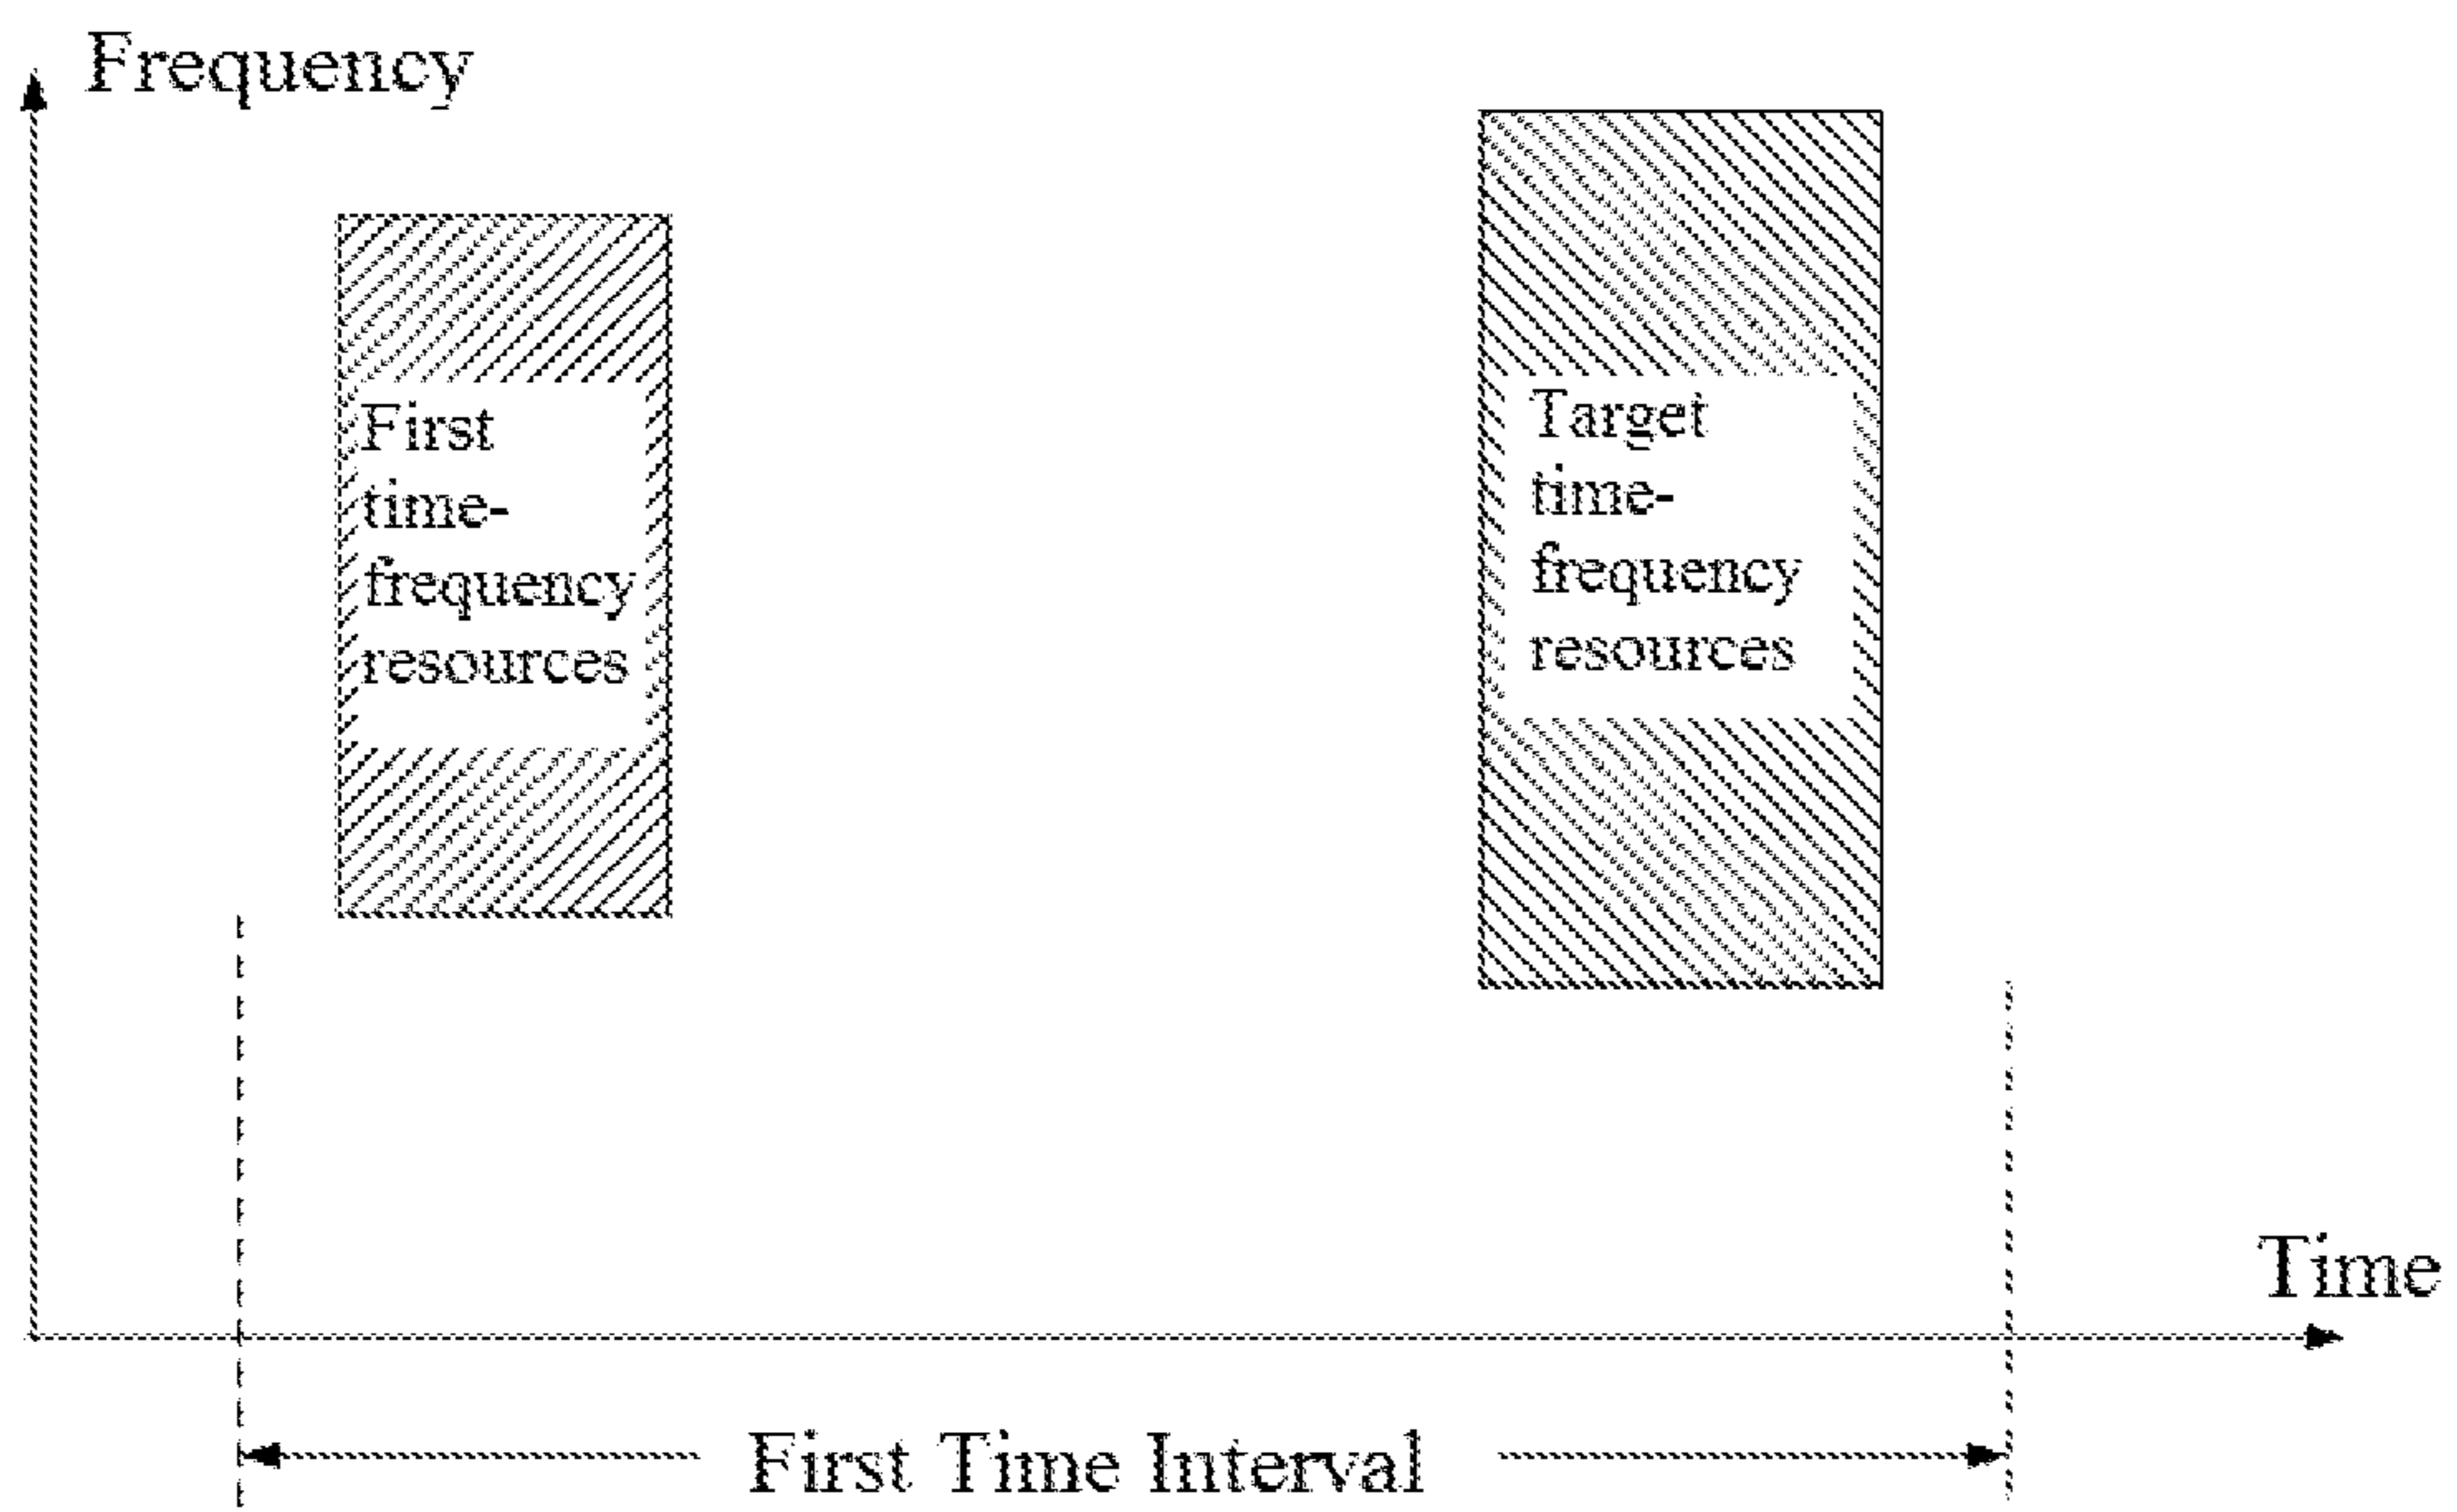 Frequency
First
time-
frequency
resources
Target
time-
frequency
resources
Time
First Time Interval